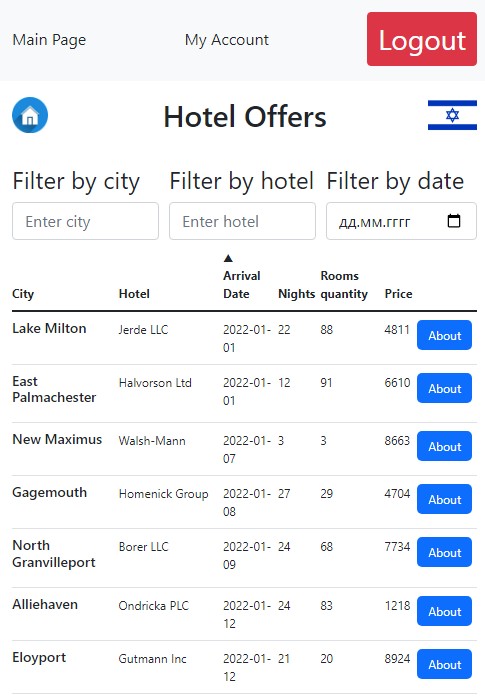 Main Page My Account Logout
Hotel Offers
Filter by city Filter by hotel Filter by date
Enter city Enter hotel дд.мм.гггг
▲
City Hotel Arrival Date Nights Rooms quantity Price
Lake Milton Jerde LLC 2022-01-01 22 88 4811 About
East Palmachester Halvorson Ltd 2022-01-01 12 91 6610 About
New Maximus Walsh-Mann 2022-01-07 3 3 8663 About
Gagemouth Homenick Group 2022-01-08 27 29 4704 About
North Granvilleport Borer LLC 2022-01-09 24 68 7734 About
Alliehaven Ondricka PLC 2022-01-12 24 83 1218 About
Eloyport Gutmann Inc 2022-01-12 21 20 8924 About